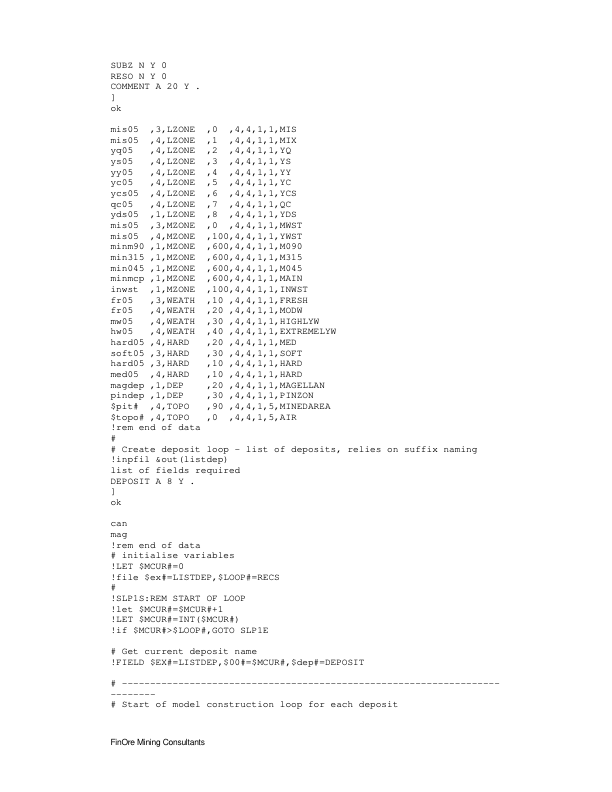 SUBZ N Y 0
RESO N Y 0
COMMENT A 20 Y .
]
ok

mis05  ,3,LZONE  ,0  ,4,4,1,1,MIS
mis05  ,4,LZONE  ,1  ,4,4,1,1,MIX
yq05   ,4,LZONE  ,2  ,4,4,1,1,YQ
ys05   ,4,LZONE  ,3  ,4,4,1,1,YS
yy05   ,4,LZONE  ,4  ,4,4,1,1,YY
yc05   ,4,LZONE  ,5  ,4,4,1,1,YC
ycs05  ,4,LZONE  ,6  ,4,4,1,1,YCS
qc05   ,4,LZONE  ,7  ,4,4,1,1,QC
yds05  ,1,LZONE  ,8  ,4,4,1,1,YDS
mis05  ,3,MZONE  ,0  ,4,4,1,1,MWST
mis05  ,4,MZONE  ,100,4,4,1,1,YWST
minm90 ,1,MZONE  ,600,4,4,1,1,M090
min315 ,1,MZONE  ,600,4,4,1,1,M315
min045 ,1,MZONE  ,600,4,4,1,1,M045
minmcp ,1,MZONE  ,600,4,4,1,1,MAIN
inwst  ,1,MZONE  ,100,4,4,1,1,INWST
fr05   ,3,WEATH  ,10 ,4,4,1,1,FRESH
fr05   ,4,WEATH  ,20 ,4,4,1,1,MODW
mw05   ,4,WEATH  ,30 ,4,4,1,1,HIGHLYW
hw05   ,4,WEATH  ,40 ,4,4,1,1,EXTREMELYW
hard05 ,4,HARD   ,20 ,4,4,1,1,MED
soft05 ,3,HARD   ,30 ,4,4,1,1,SOFT
hard05 ,3,HARD   ,10 ,4,4,1,1,HARD
med05  ,4,HARD   ,10 ,4,4,1,1,HARD
magdep ,1,DEP    ,20 ,4,4,1,1,MAGELLAN
pindep ,1,DEP    ,30 ,4,4,1,1,PINZON
$pit#  ,4,TOPO   ,90 ,4,4,1,5,MINEDAREA
$topo# ,4,TOPO   ,0  ,4,4,1,5,AIR
!rem end of data
#
# Create deposit loop - list of deposits, relies on suffix naming
!inpfil &out(listdep)
list of fields required
DEPOSIT A 8 Y .
]
ok

can
mag
!rem end of data
# initialise variables
!LET $MCUR#=0
!file $ex#=LISTDEP,$LOOP#=RECS
#
!SLP1S:REM START OF LOOP
!let $MCUR#=$MCUR#+1
!LET $MCUR#=INT($MCUR#)
!if $MCUR#>$LOOP#,GOTO SLP1E

# Get current deposit name
!FIELD $EX#=LISTDEP,$00#=$MCUR#,$dep#=DEPOSIT

# ------------------------------------------------------------------
--------
# Start of model construction loop for each deposit

FinOre Mining Consultants